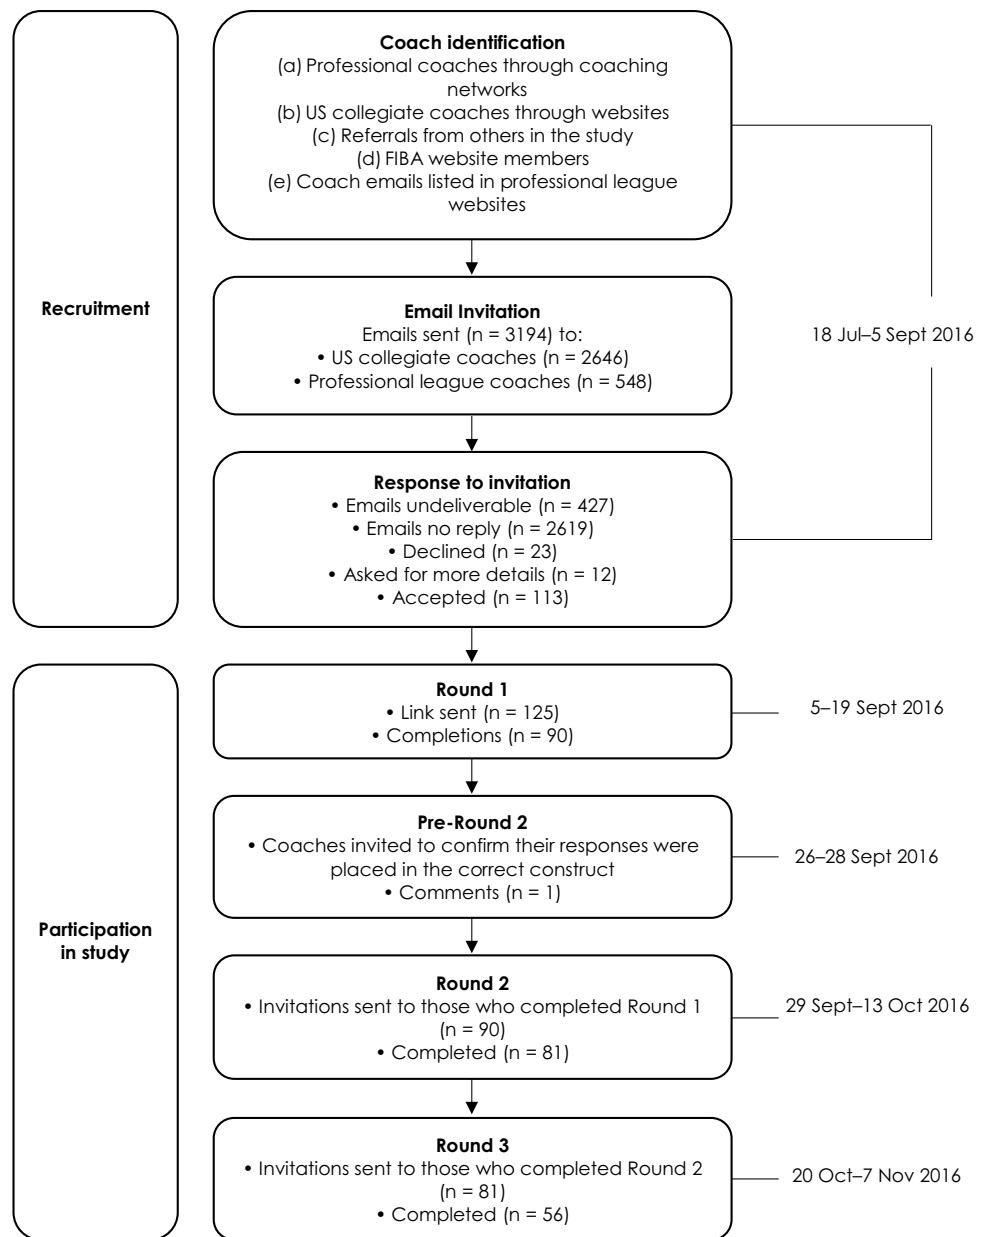 Coach identification
(a) Professional coaches through coaching
networks
(b) US collegiate coaches through websites
(c) Referrals from others in the study
(d) FIBA website members
(e) Coach emails listed in professional league
websites
Recruitment
Email Invitation
Emails sent (n = 3194) to:
• US collegiate coaches (n = 2646)
• Professional league coaches (n = 548)
18 Jul–5 Sept 2016
Response to invitation
• Emails undeliverable (n = 427)
• Emails no reply (n = 2619)
• Declined (n = 23)
• Asked for more details (n = 12)
• Accepted (n = 113)
Round 1
• Link sent (n = 125)
• Completions (n = 90)
5–19 Sept 2016
Pre-Round 2
• Coaches invited to confirm their responses were
placed in the correct construct
• Comments (n = 1)
26–28 Sept 2016
Participation
in study
Round 2
• Invitations sent to those who completed Round 1
(n = 90)
• Completed (n = 81)
29 Sept–13 Oct 2016
Round 3
• Invitations sent to those who completed Round 2
(n = 81)
• Completed (n = 56)
20 Oct–7 Nov 2016